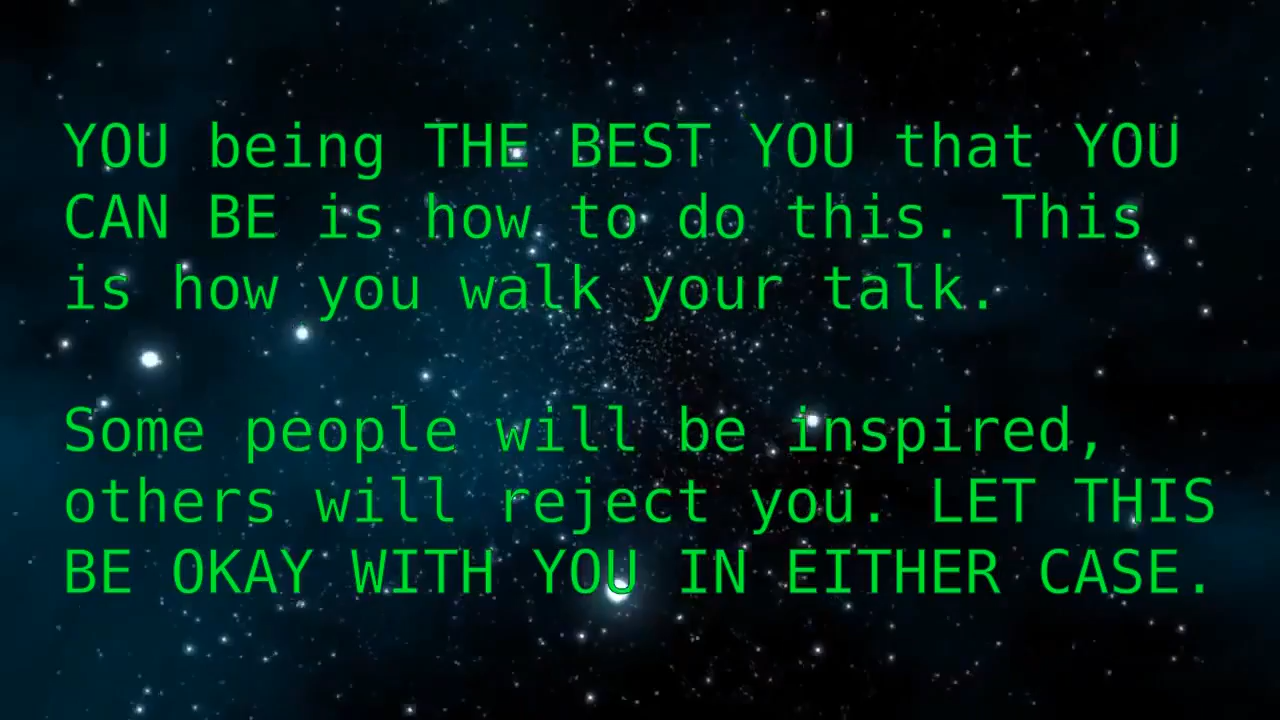 YOU being THE BEST YOU that YOU
CAN BE is how to do this. This
is how you walk your talk.
Some people will be inspired,
others will reject you. LET THIS
BE OKAY WITH YOU IN EITHER CASE.